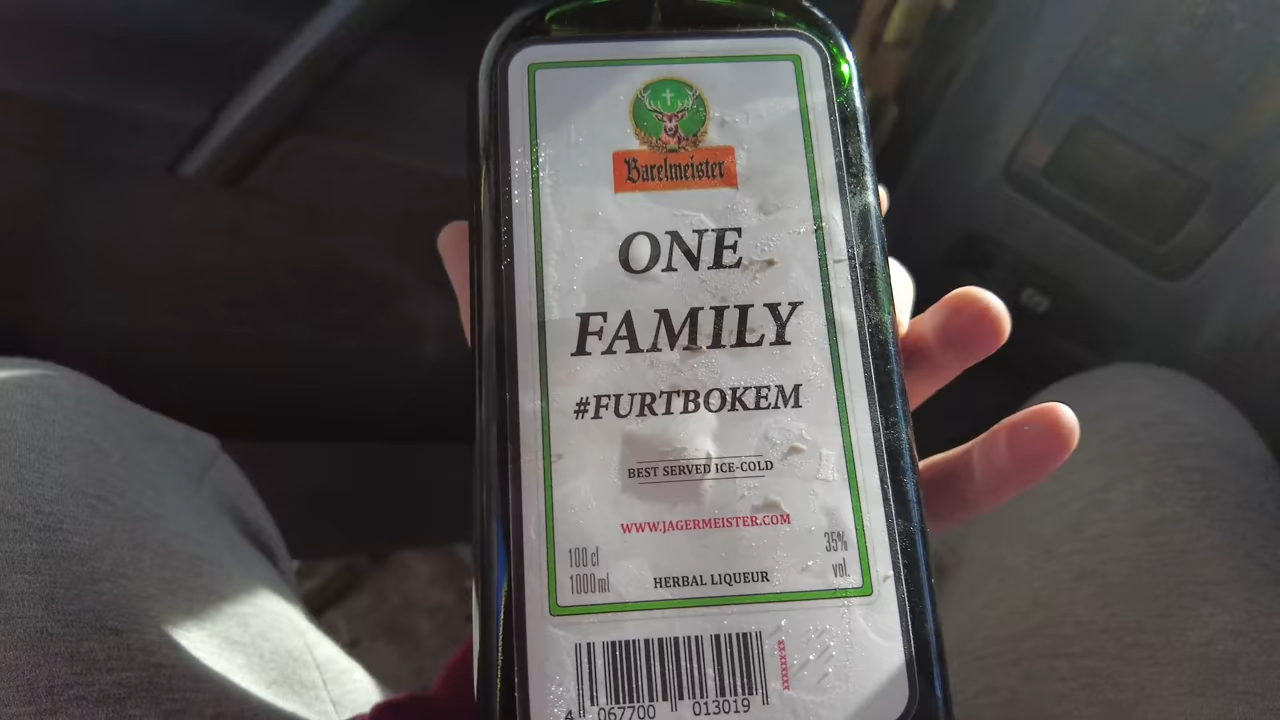 Barelmeister
ONE
FAMILY
#FURTBOKEM
BEST SERVED ICE-COLD
WWW.JAGERMEISTER.COM
100 cl
1000 ml
HERBAL LIQUEUR
35%
vol.
4 067700 013019